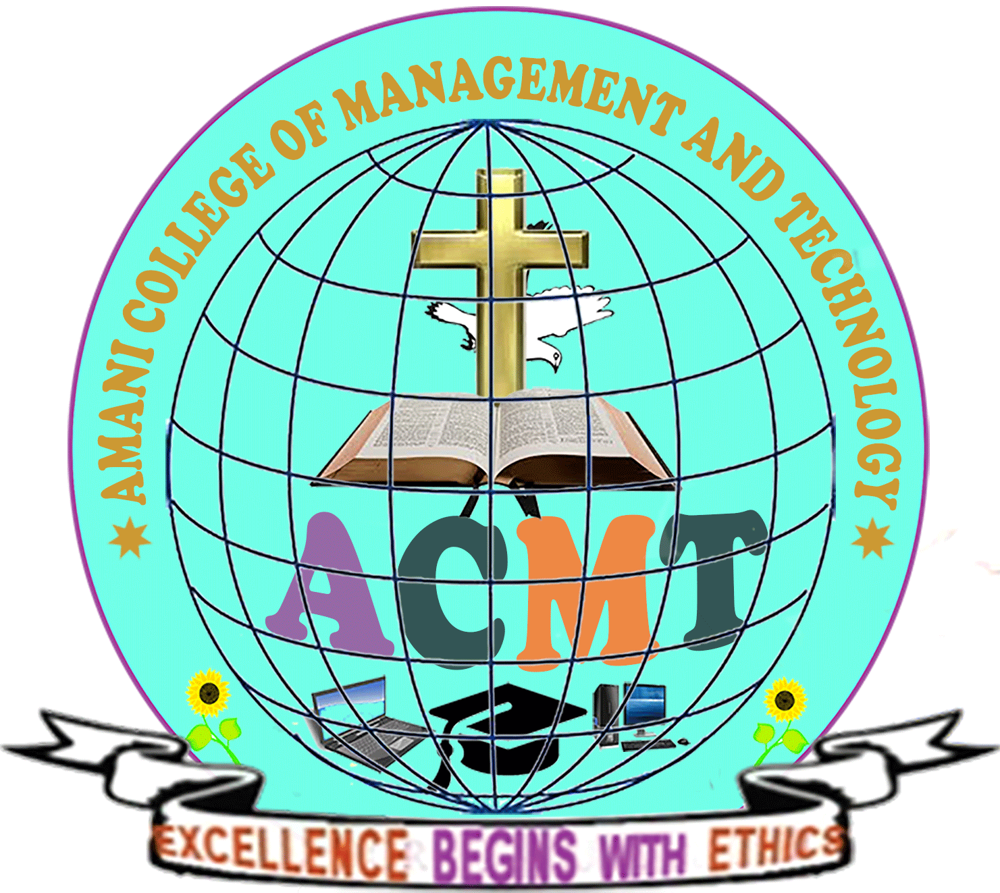 AMANI COLLEGE OF MANAGEMENT AND TECHNOLOGY
ACMT
EXCELLENCE BEGINS WITH ETHICS